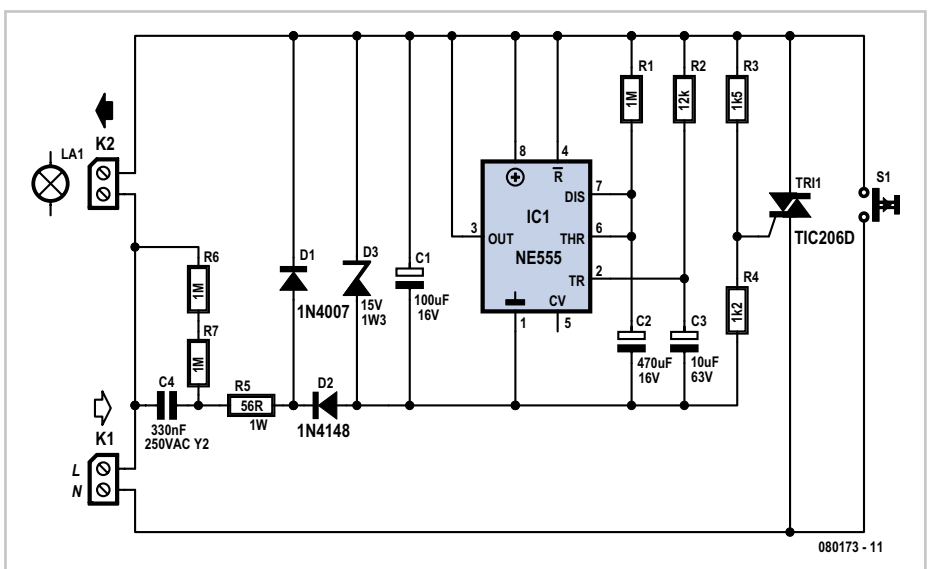 K2
LA1
R6
1M
R7
1M
C4
330nF
250VAC Y2
R5
56R
1W
K1
L
N
D1
1N4007
D2
1N4148
D3
15V
1W3
C1
100uF
16V
8
4
R
DIS
7
IC1
3
OUT
THR
6
NE555
TR
2
CV
1
5
R1
1M
R2
12k
R3
1k5
C2
470uF
16V
C3
10uF
63V
R4
1k2
TRI1
TIC206D
S1
080173 - 11